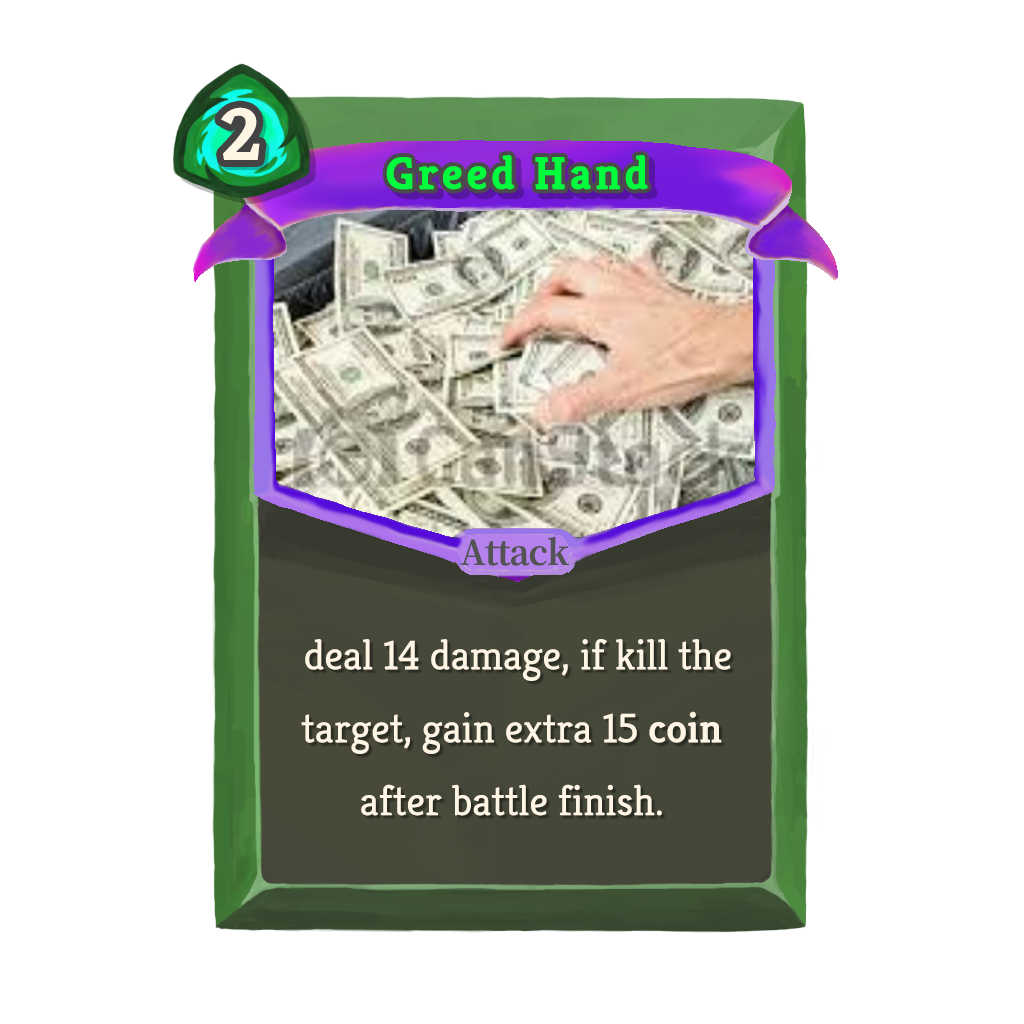 2
Greed Hand
Attack
deal 14 damage, if kill the
target, gain extra 15 coin
after battle finish.